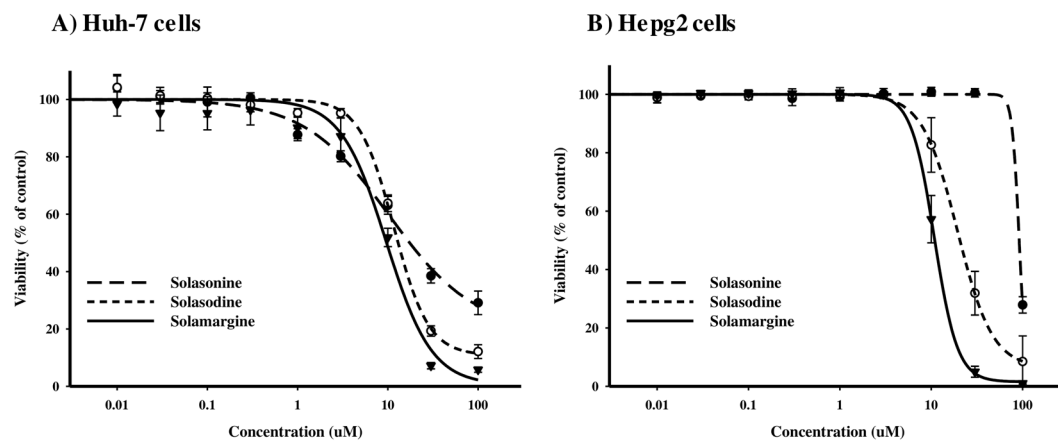 A) Huh-7 cells
Viability (% of control)
100
80
60
40
20
0
Solasonine
Solasodine
Solamargine
0.01
0.1
1
10
100
Concentration (uM)
B) Hepg2 cells
Viability (% of control)
100
80
60
40
20
0
Solasonine
Solasodine
Solamargine
0.01
0.1
1
10
100
Concentration (uM)